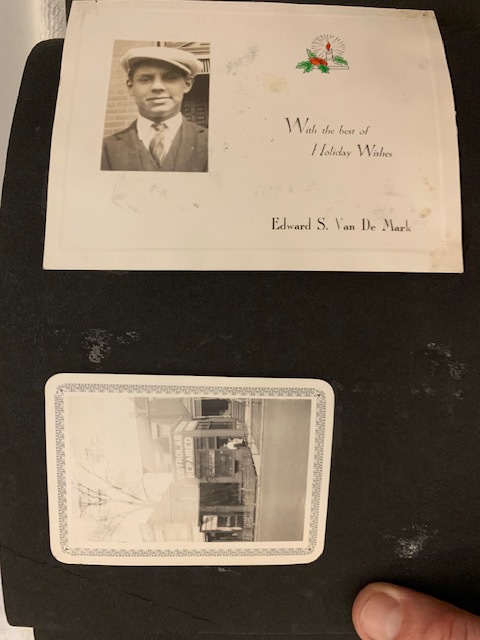 With the best of
Holiday Wishes
Edward S. Van De Mark